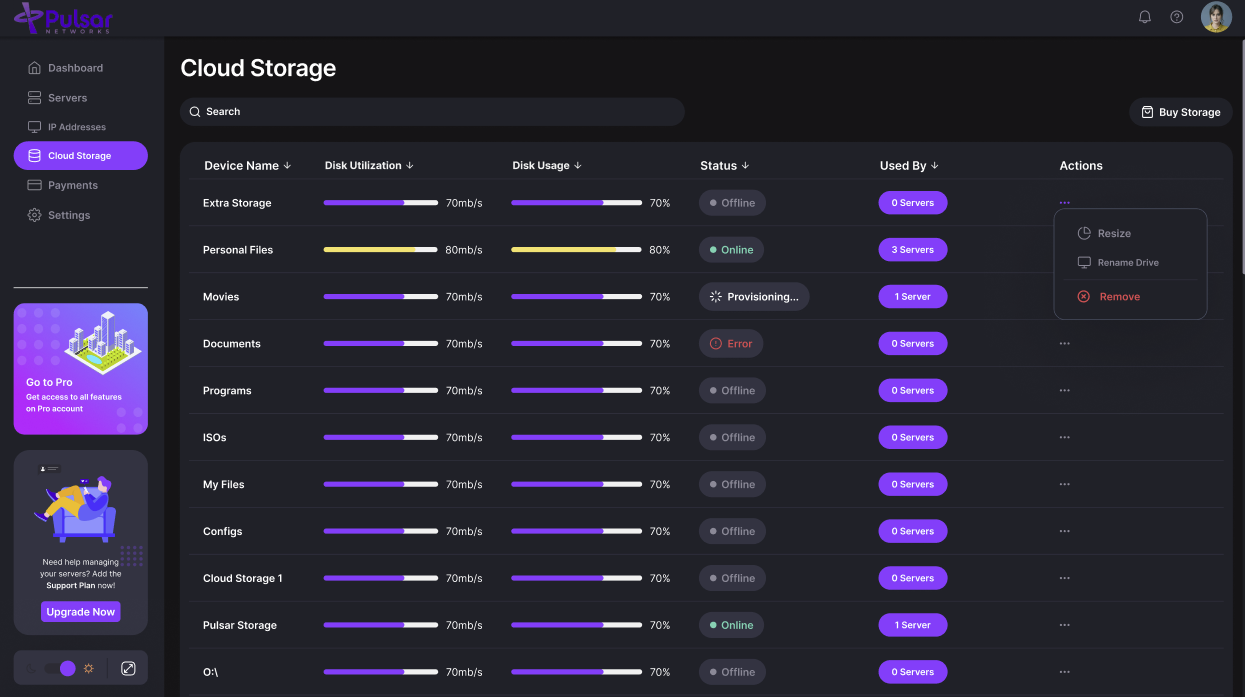 Pulsar
NETWORKS
Dashboard
Servers
IP Addresses
Cloud Storage
Payments
Settings
Go to Pro
Get access to all features
on Pro account
Need help managing
your servers? Add the
Support Plan now!
Upgrade Now
Cloud Storage
Search
Buy Storage
Device Name Disk Utilization Disk Usage Status Used By Actions
Extra Storage 70mb/s 70% Offline 0 Servers ...
Personal Files 80mb/s 80% Online 3 Servers
Movies 70mb/s 70% Provisioning... 1 Server
Documents 70mb/s 70% Error 0 Servers ...
Programs 70mb/s 70% Offline 0 Servers ...
ISOs 70mb/s 70% Offline 0 Servers ...
My Files 70mb/s 70% Offline 0 Servers ...
Configs 70mb/s 70% Offline 0 Servers ...
Cloud Storage 1 70mb/s 70% Offline 0 Servers ...
Pulsar Storage 70mb/s 70% Online 1 Server ...
O:\ 70mb/s 70% Offline 0 Servers ...
Resize
Rename Drive
Remove